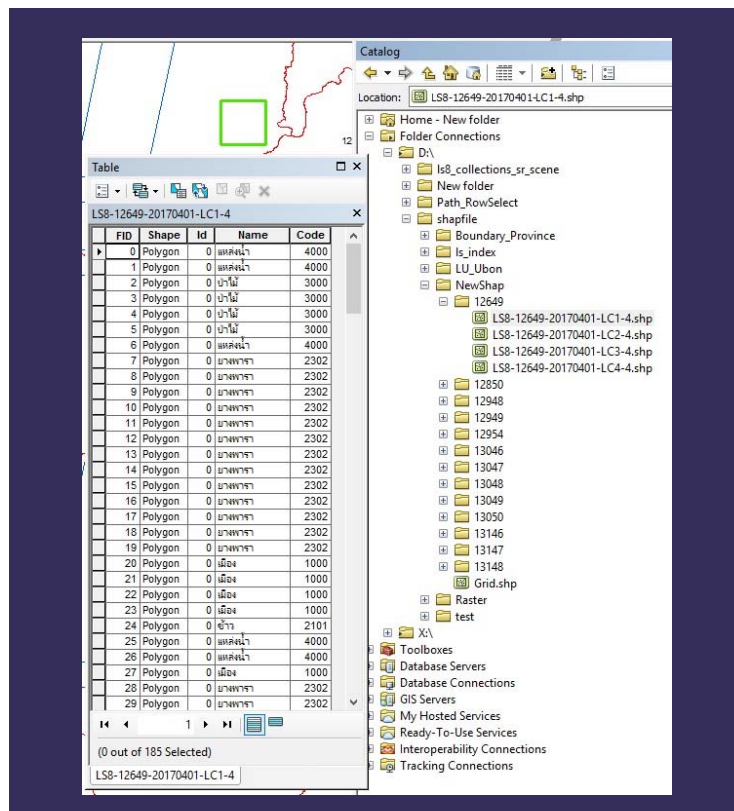 Catalog
Location: LS8-12649-20170401-LC1-4.shp
Home - New folder
Folder Connections
D:\
ls8_collections_sr_scene
New folder
Path_RowSelect
shapfile
Boundary_Province
ls_index
LU_Ubon
NewShap
12649
LS8-12649-20170401-LC1-4.shp
LS8-12649-20170401-LC2-4.shp
LS8-12649-20170401-LC3-4.shp
LS8-12649-20170401-LC4-4.shp
12850
12948
12949
12954
13046
13047
13048
13049
13050
13146
13147
13148
Grid.shp
Raster
test
X:\
Toolboxes
Database Servers
Database Connections
GIS Servers
My Hosted Services
Ready-To-Use Services
Interoperability Connections
Tracking Connections
12
Table
LS8-12649-20170401-LC1-4
FID Shape Id Name Code
0 Polygon 0 แหล่งน้ำ 4000
1 Polygon 0 แหล่งน้ำ 4000
2 Polygon 0 ป่าไม้ 3000
3 Polygon 0 ป่าไม้ 3000
4 Polygon 0 ป่าไม้ 3000
5 Polygon 0 ป่าไม้ 3000
6 Polygon 0 แหล่งน้ำ 4000
7 Polygon 0 ยางพารา 2302
8 Polygon 0 ยางพารา 2302
9 Polygon 0 ยางพารา 2302
10 Polygon 0 ยางพารา 2302
11 Polygon 0 ยางพารา 2302
12 Polygon 0 ยางพารา 2302
13 Polygon 0 ยางพารา 2302
14 Polygon 0 ยางพารา 2302
15 Polygon 0 ยางพารา 2302
16 Polygon 0 ยางพารา 2302
17 Polygon 0 ยางพารา 2302
18 Polygon 0 ยางพารา 2302
19 Polygon 0 ยางพารา 2302
20 Polygon 0 เมือง 1000
21 Polygon 0 เมือง 1000
22 Polygon 0 เมือง 1000
23 Polygon 0 เมือง 1000
24 Polygon 0 ข้าว 2101
25 Polygon 0 แหล่งน้ำ 4000
26 Polygon 0 แหล่งน้ำ 4000
27 Polygon 0 เมือง 1000
28 Polygon 0 ยางพารา 2302
29 Polygon 0 ยางพารา 2302
1
(0 out of 185 Selected)
LS8-12649-20170401-LC1-4